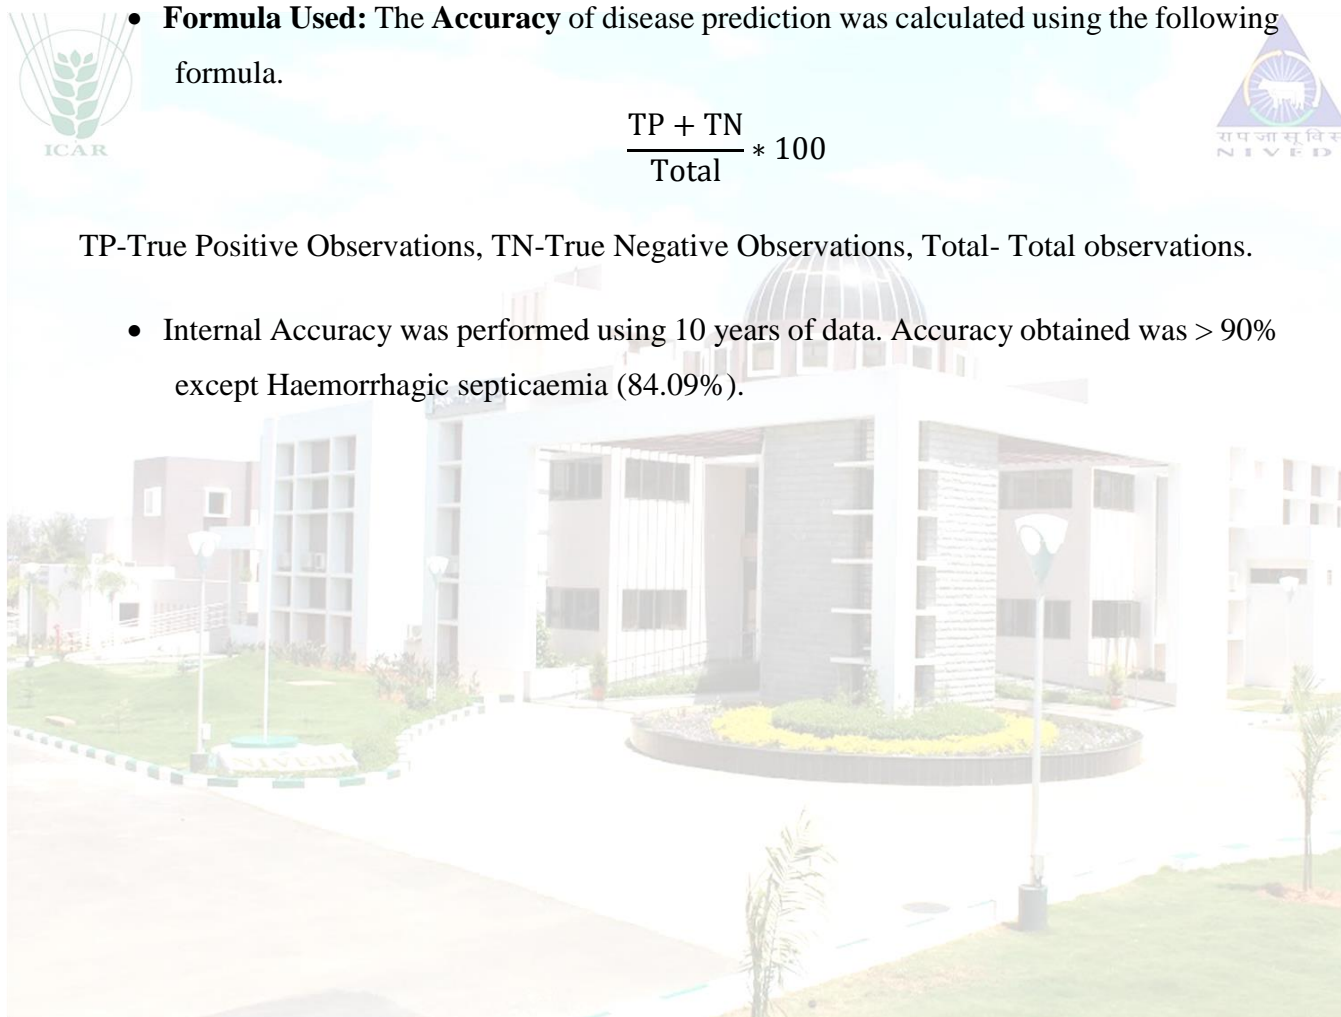 • Formula Used: The Accuracy of disease prediction was calculated using the following
formula.
ICAR
रा प जा सू वि स
NIVED
TP + TN
Total
* 100
TP-True Positive Observations, TN-True Negative Observations, Total- Total observations.
• Internal Accuracy was performed using 10 years of data. Accuracy obtained was > 90%
except Haemorrhagic septicaemia (84.09%).
NIVEDI